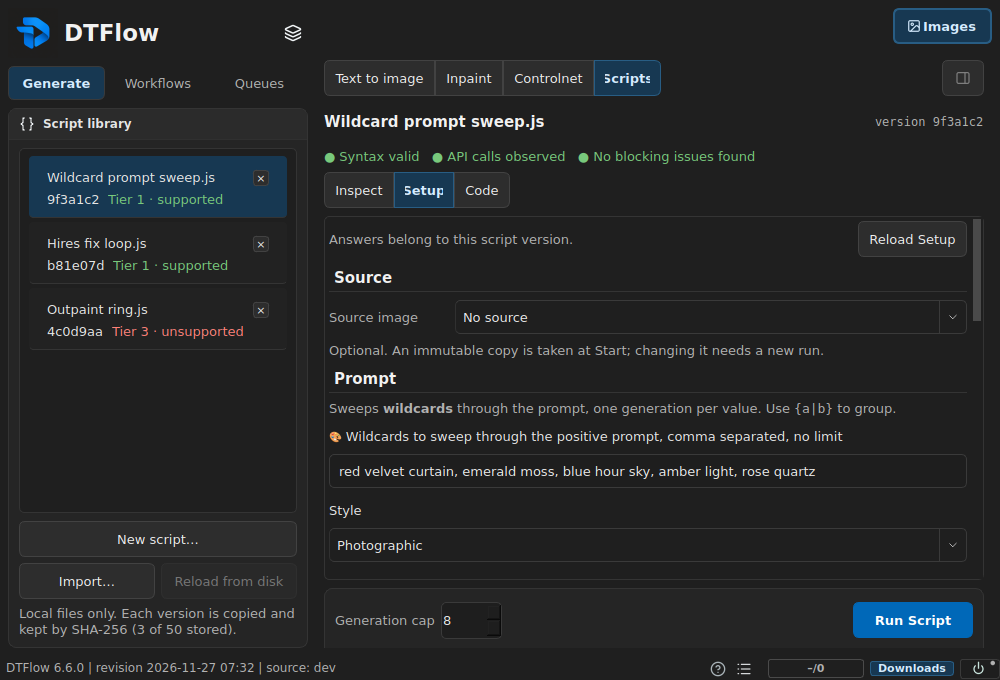 DTFlow
Images
Generate
Workflows
Queues
Text to image
Inpaint
Controlnet
Scripts
{ } Script library
Wildcard prompt sweep.js
9f3a1c2 Tier 1 · supported
Hires fix loop.js
b81e07d Tier 1 · supported
Outpaint ring.js
4c0d9aa Tier 3 · unsupported
New script...
Import...
Reload from disk
Local files only. Each version is copied and
kept by SHA-256 (3 of 50 stored).
Wildcard prompt sweep.js
version 9f3a1c2
Syntax valid
API calls observed
No blocking issues found
Inspect
Setup
Code
Answers belong to this script version.
Reload Setup
Source
Source image
No source
Optional. An immutable copy is taken at Start; changing it needs a new run.
Prompt
Sweeps wildcards through the prompt, one generation per value. Use {a|b} to group.
🎨 Wildcards to sweep through the positive prompt, comma separated, no limit
red velvet curtain, emerald moss, blue hour sky, amber light, rose quartz
Style
Photographic
Generation cap
8
Run Script
DTFlow 6.6.0 | revision 2026-11-27 07:32 | source: dev
–/0
Downloads